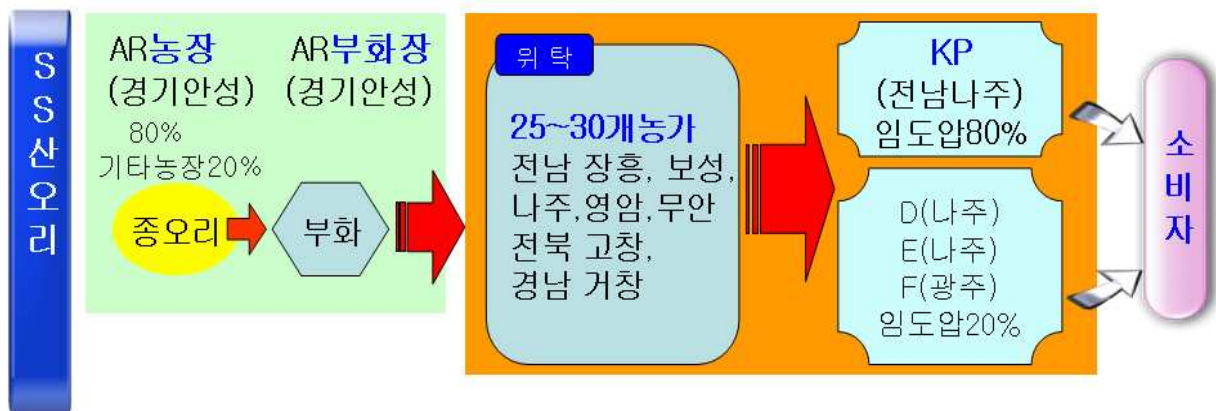 SS산오리
AR농장
(경기안성)
80%
기타농장20%
종오리
AR부화장
(경기안성)
부화
위탁
25~30개농가
전남 장흥, 보성,
나주,영암,무안
전북 고창,
경남 거창
KP
(전남나주)
임도압80%
D(나주)
E(나주)
F(광주)
임도압20%
소비자